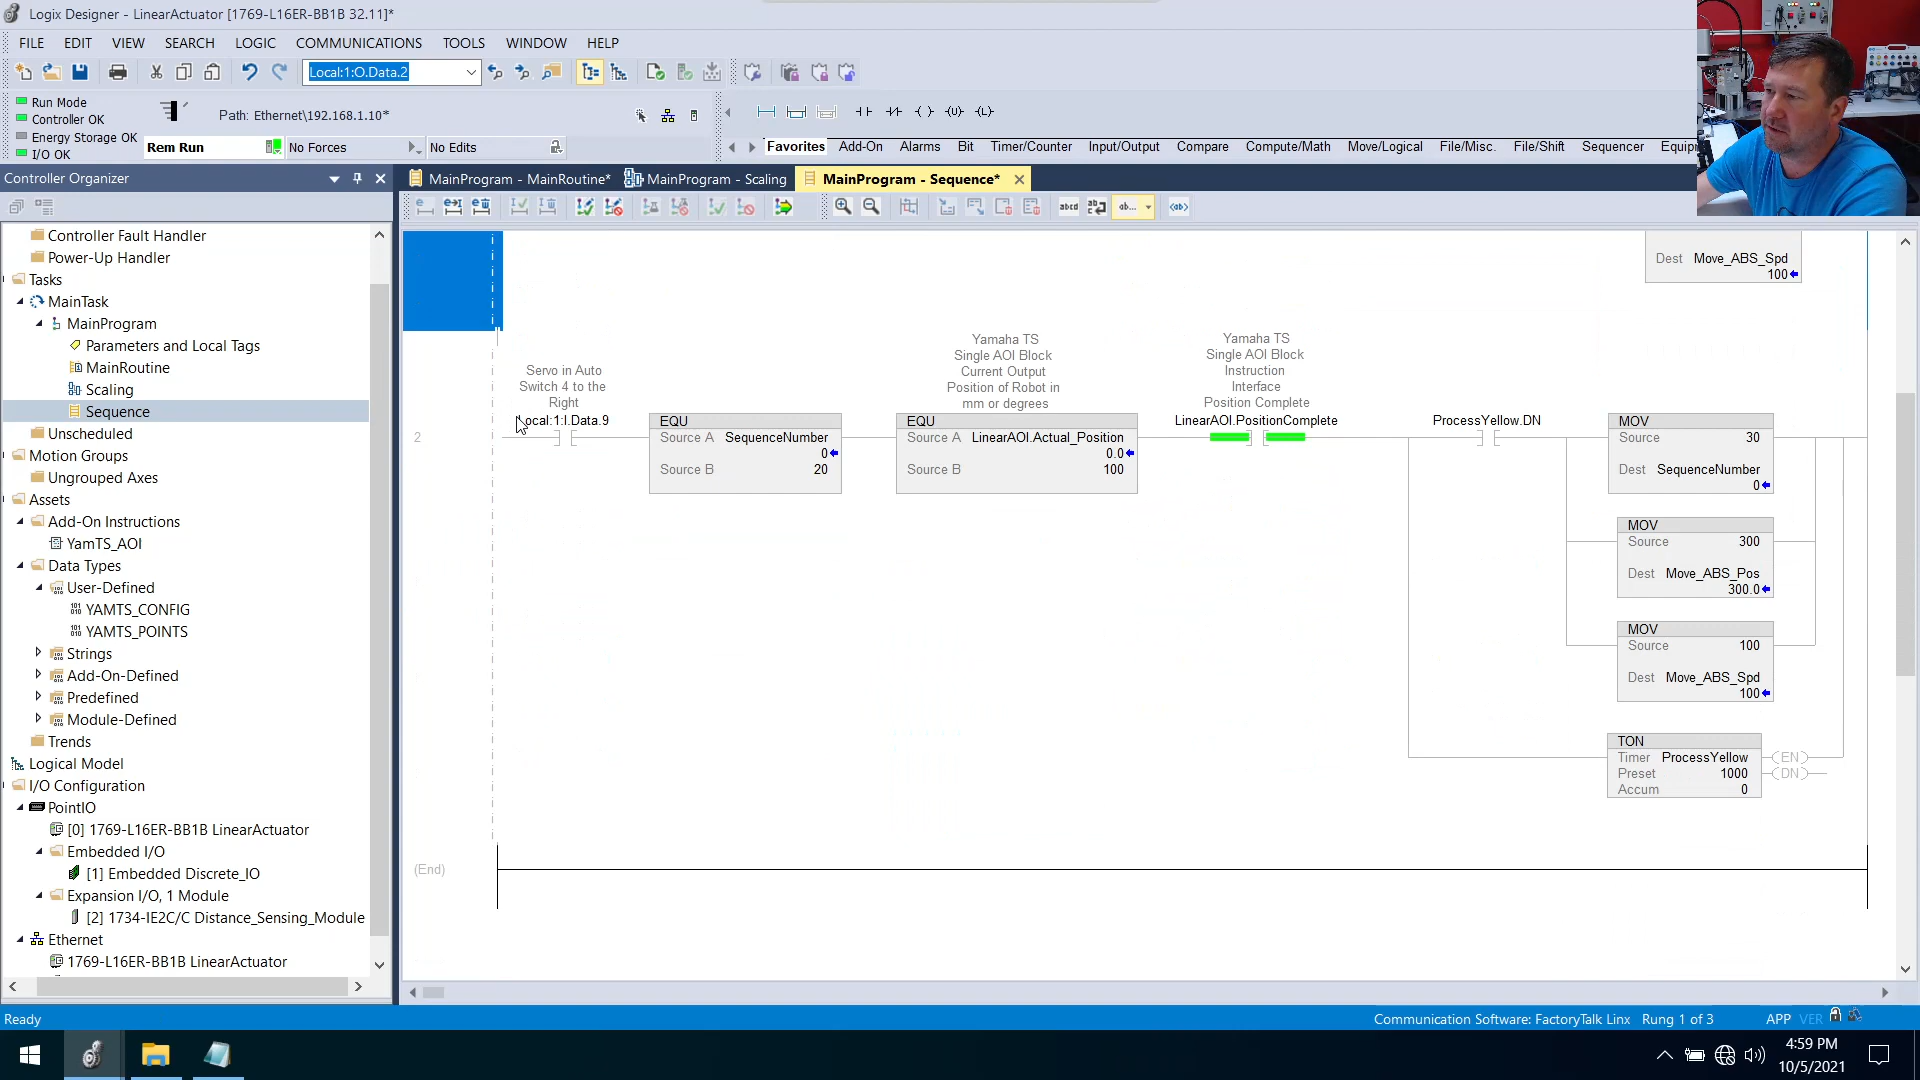 Logix Designer - LinearActuator [1769-L16ER-BB1B 32.11]*
FILE EDIT VIEW SEARCH LOGIC COMMUNICATIONS TOOLS WINDOW HELP
Local:1:O.Data.2
Run Mode
Controller OK
Energy Storage OK
I/O OK
Path: Ethernet\192.168.1.10*
Rem Run No Forces No Edits
Favorites Add-On Alarms Bit Timer/Counter Input/Output Compare Compute/Math Move/Logical File/Misc. File/Shift Sequencer Equip
Controller Organizer
MainProgram - MainRoutine* MainProgram - Scaling MainProgram - Sequence*
Controller Fault Handler
Power-Up Handler
Tasks
MainTask
MainProgram
Parameters and Local Tags
MainRoutine
Scaling
Sequence
Unscheduled
Motion Groups
Ungrouped Axes
Assets
Add-On Instructions
YamTS_AOI
Data Types
User-Defined
YAMTS_CONFIG
YAMTS_POINTS
Strings
Add-On-Defined
Predefined
Module-Defined
Trends
Logical Model
I/O Configuration
PointIO
[0] 1769-L16ER-BB1B LinearActuator
Embedded I/O
[1] Embedded Discrete_IO
Expansion I/O, 1 Module
[2] 1734-IE2C/C Distance_Sensing_Module
Ethernet
1769-L16ER-BB1B LinearActuator
Dest Move_ABS_Spd
100
2
Servo in Auto
Switch 4 to the
Right
Local:1:I.Data.9
EQU
Source A SequenceNumber
0
Source B 20
Yamaha TS
Single AOI Block
Current Output
Position of Robot in
mm or degrees
EQU
Source A LinearAOI.Actual_Position
0.0
Source B 100
Yamaha TS
Single AOI Block
Instruction
Interface
Position Complete
LinearAOI.PositionComplete
ProcessYellow.DN
MOV
Source 30
Dest SequenceNumber
0
MOV
Source 300
Dest Move_ABS_Pos
300.0
MOV
Source 100
Dest Move_ABS_Spd
100
TON
Timer ProcessYellow
Preset 1000
Accum 0
EN
DN
(End)
Ready
Communication Software: FactoryTalk Linx Rung 1 of 3 APP VER
4:59 PM
10/5/2021